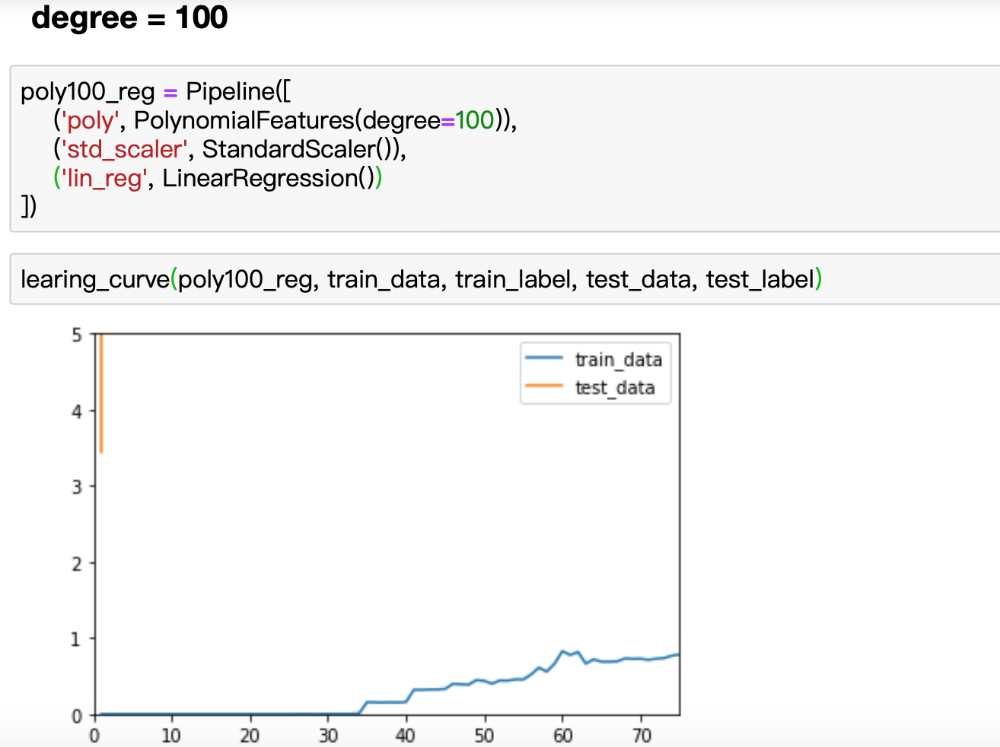 degree = 100
poly100_reg = Pipeline([
('poly', PolynomialFeatures(degree=100)),
('std_scaler', StandardScaler()),
('lin_reg', LinearRegression())
])
learing_curve(poly100_reg, train_data, train_label, test_data, test_label)
train_data
test_data
5
4
3
2
1
0
0 10 20 30 40 50 60 70